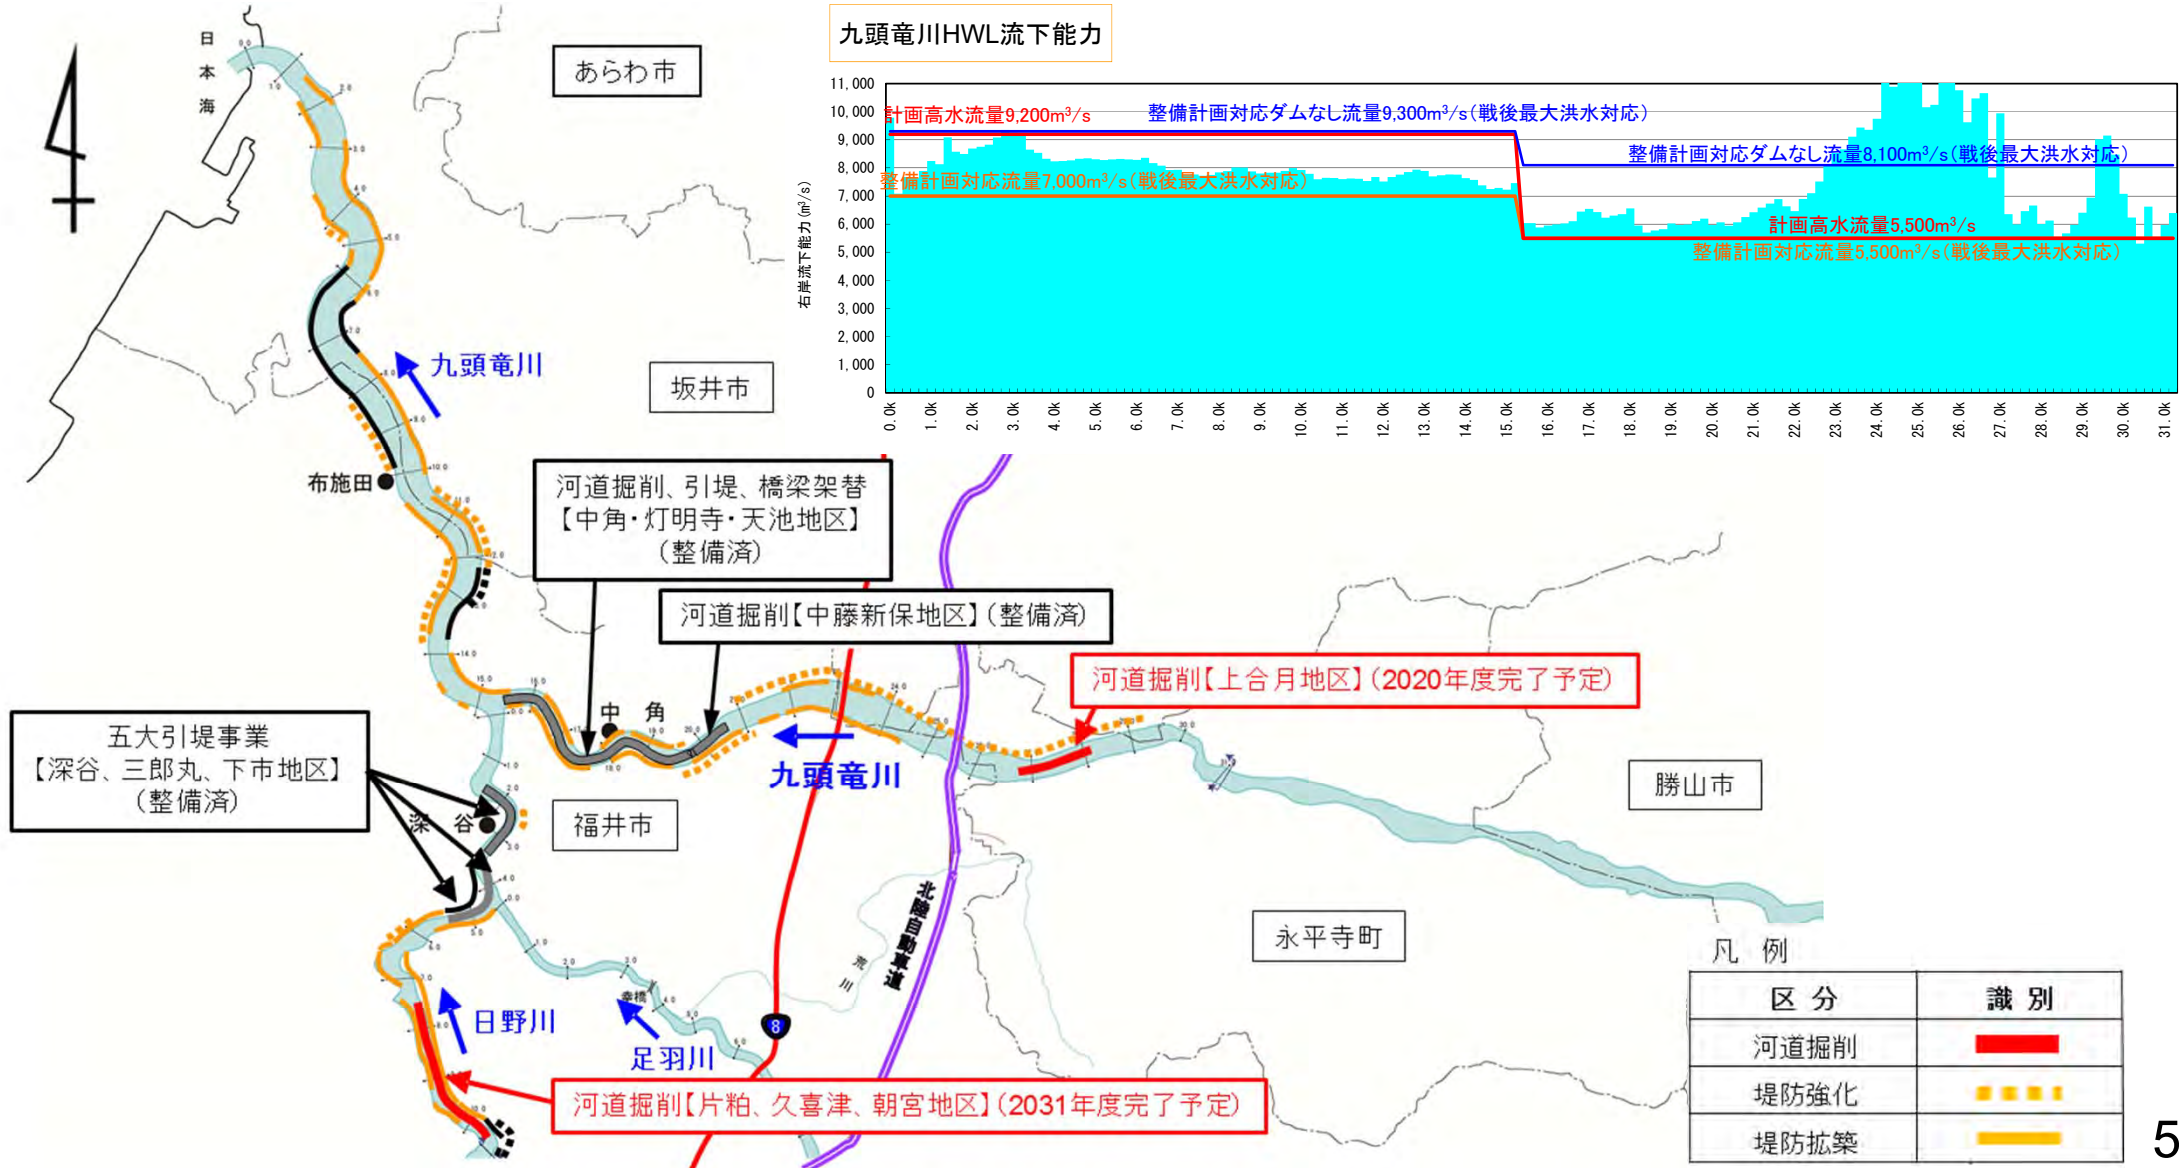 九頭竜川HWL流下能力
11,000
10,000
9,000
8,000
7,000
6,000
5,000
4,000
3,000
2,000
1,000
0
右岸流下能力(m³/s)
計画高水流量9,200m³/s
整備計画対応ダムなし流量9,300m³/s(戦後最大洪水対応)
整備計画対応ダムなし流量8,100m³/s(戦後最大洪水対応)
整備計画対応流量7,000m³/s(戦後最大洪水対応)
計画高水流量5,500m³/s
整備計画対応流量5,500m³/s(戦後最大洪水対応)
0.0k
1.0k
2.0k
3.0k
4.0k
5.0k
6.0k
7.0k
8.0k
9.0k
10.0k
11.0k
12.0k
13.0k
14.0k
15.0k
16.0k
17.0k
18.0k
19.0k
20.0k
21.0k
22.0k
23.0k
24.0k
25.0k
26.0k
27.0k
28.0k
29.0k
30.0k
31.0k
日本海
あらわ市
九頭竜川
坂井市
布施田
河道掘削、引堤、橋梁架替
【中角・灯明寺・天池地区】
(整備済)
河道掘削【中藤新保地区】(整備済)
河道掘削【上合月地区】(2020年度完了予定)
中角
九頭竜川
五大引堤事業
【深谷、三郎丸、下市地区】
(整備済)
深谷
福井市
勝山市
北陸自動車道
荒川
永平寺町
日野川
幸橋
足羽川
8
河道掘削【片粕、久喜津、朝宮地区】(2031年度完了予定)
凡例
区分 識別
河道掘削
堤防強化
堤防拡築
5